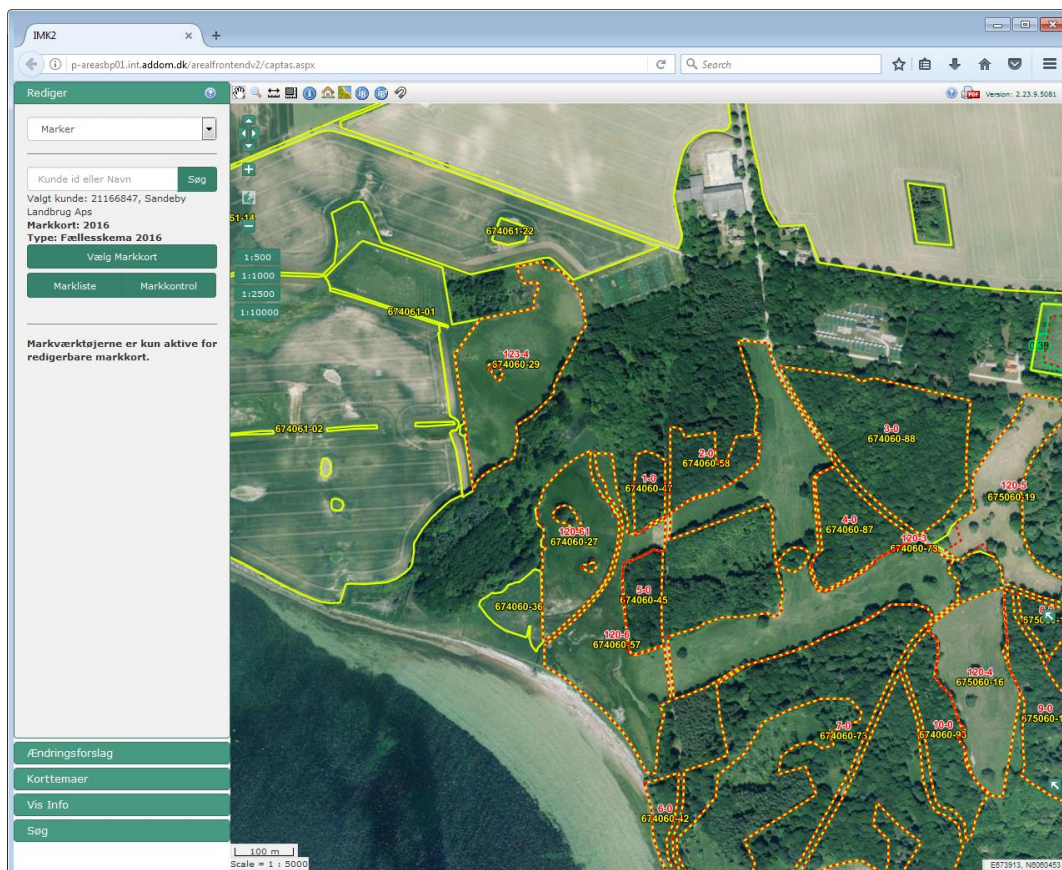 IMK2
p-areasbp01.int.addom.dk/arealfrontendv2/captas.aspx
Search
Rediger
Version: 2.23.9.5081
Marker
Kunde id eller Navn
Søg
Valgt kunde: 21166847, Sandeby
Landbrug Aps
Markkort: 2016
Type: Fællesskema 2016
Vælg Markkort
Markliste
Markkontrol
Markværktøjerne er kun aktive for
redigerbare markkort.
Ændringsforslag
Korttemaer
Vis Info
Søg
61-14
1:500
1:1000
1:2500
1:10000
674061-22
674061-01
0,39
123-4
674060-29
674061-02
3-0
674060-88
2-0
674060-58
1-0
674060-47
120-5
675060-19
4-0
674060-87
120-61
674060-27
120-3
674060-78
5-0
674060-45
674060-36
120-6
674060-57
120-4
675060-16
9-0
7-0
674060-73
10-0
674060-93
6-0
674060-42
100 m
Scale = 1 : 5000
E673913, N6060453